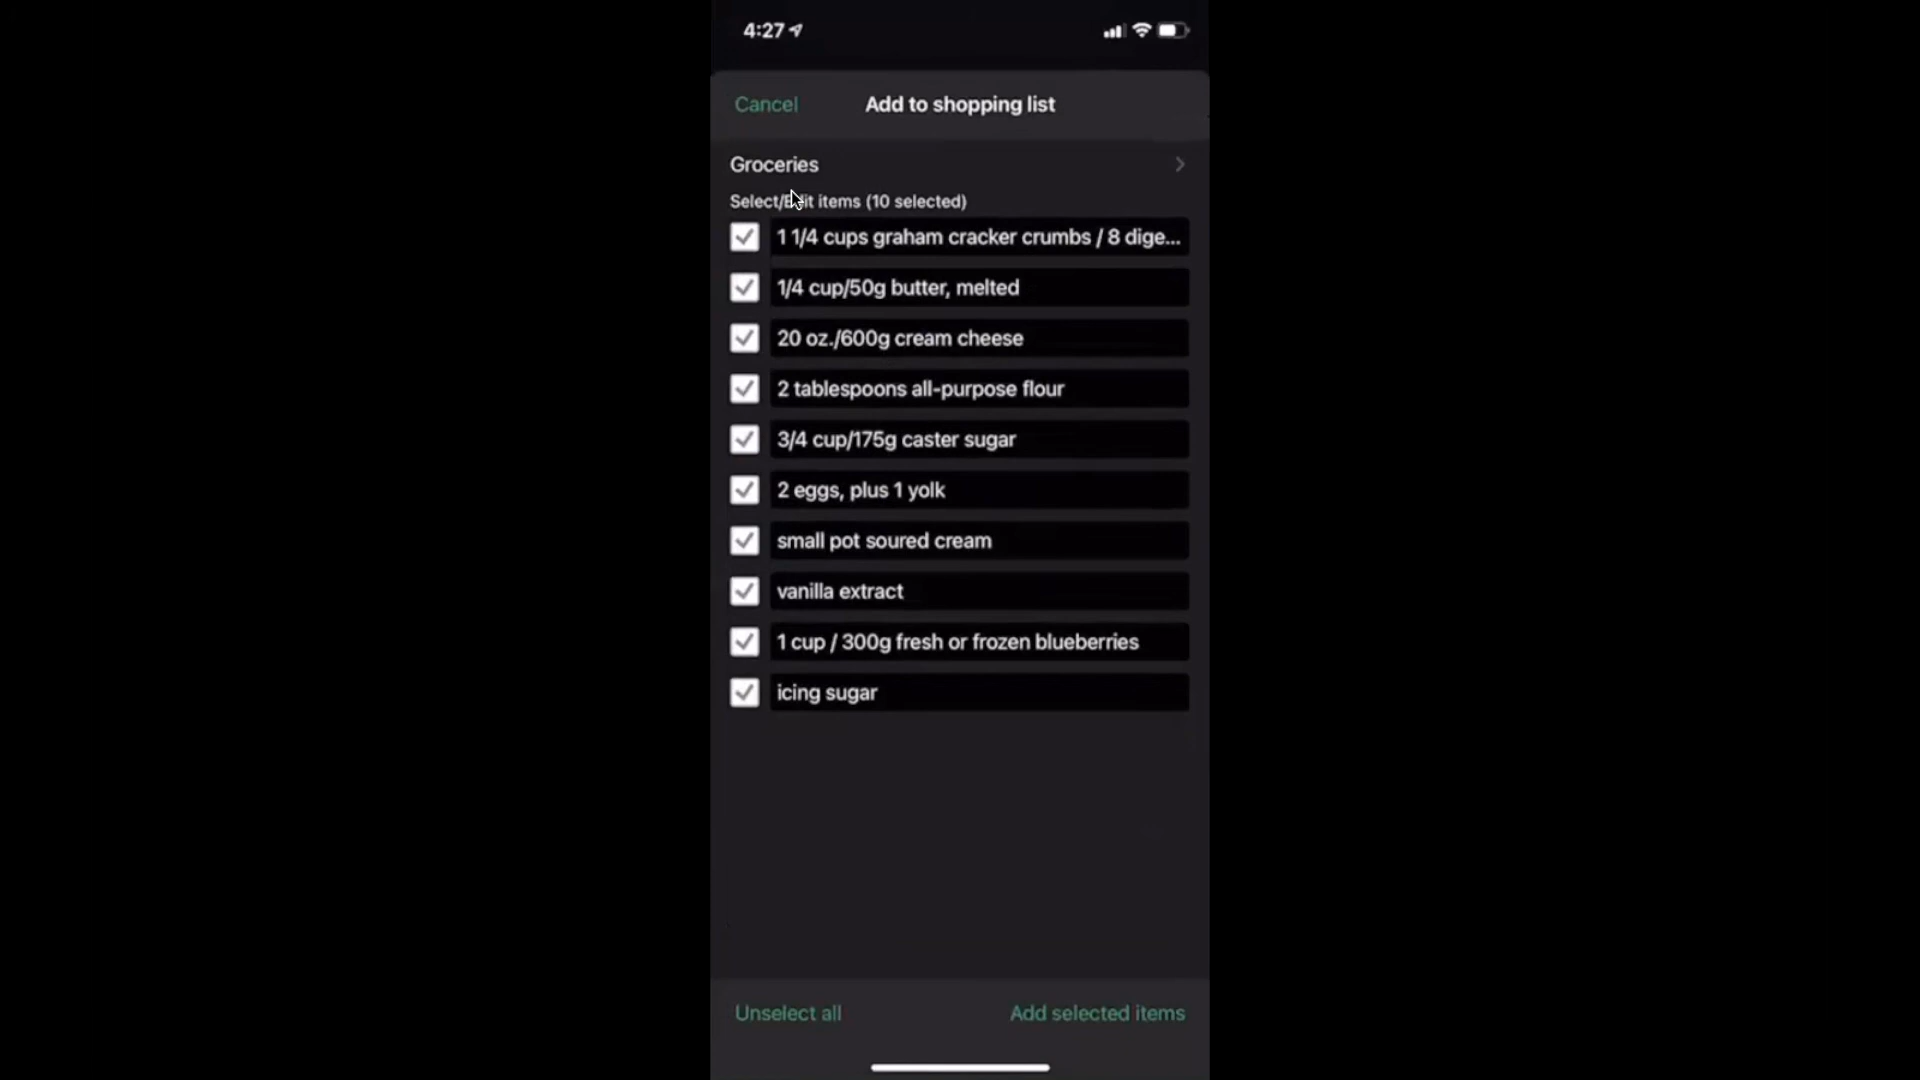 4:27
Cancel
Add to shopping list
Groceries
Select/Edit items (10 selected)
1 1/4 cups graham cracker crumbs / 8 dige...
1/4 cup/50g butter, melted
20 oz./600g cream cheese
2 tablespoons all-purpose flour
3/4 cup/175g caster sugar
2 eggs, plus 1 yolk
small pot soured cream
vanilla extract
1 cup / 300g fresh or frozen blueberries
icing sugar
Unselect all
Add selected items